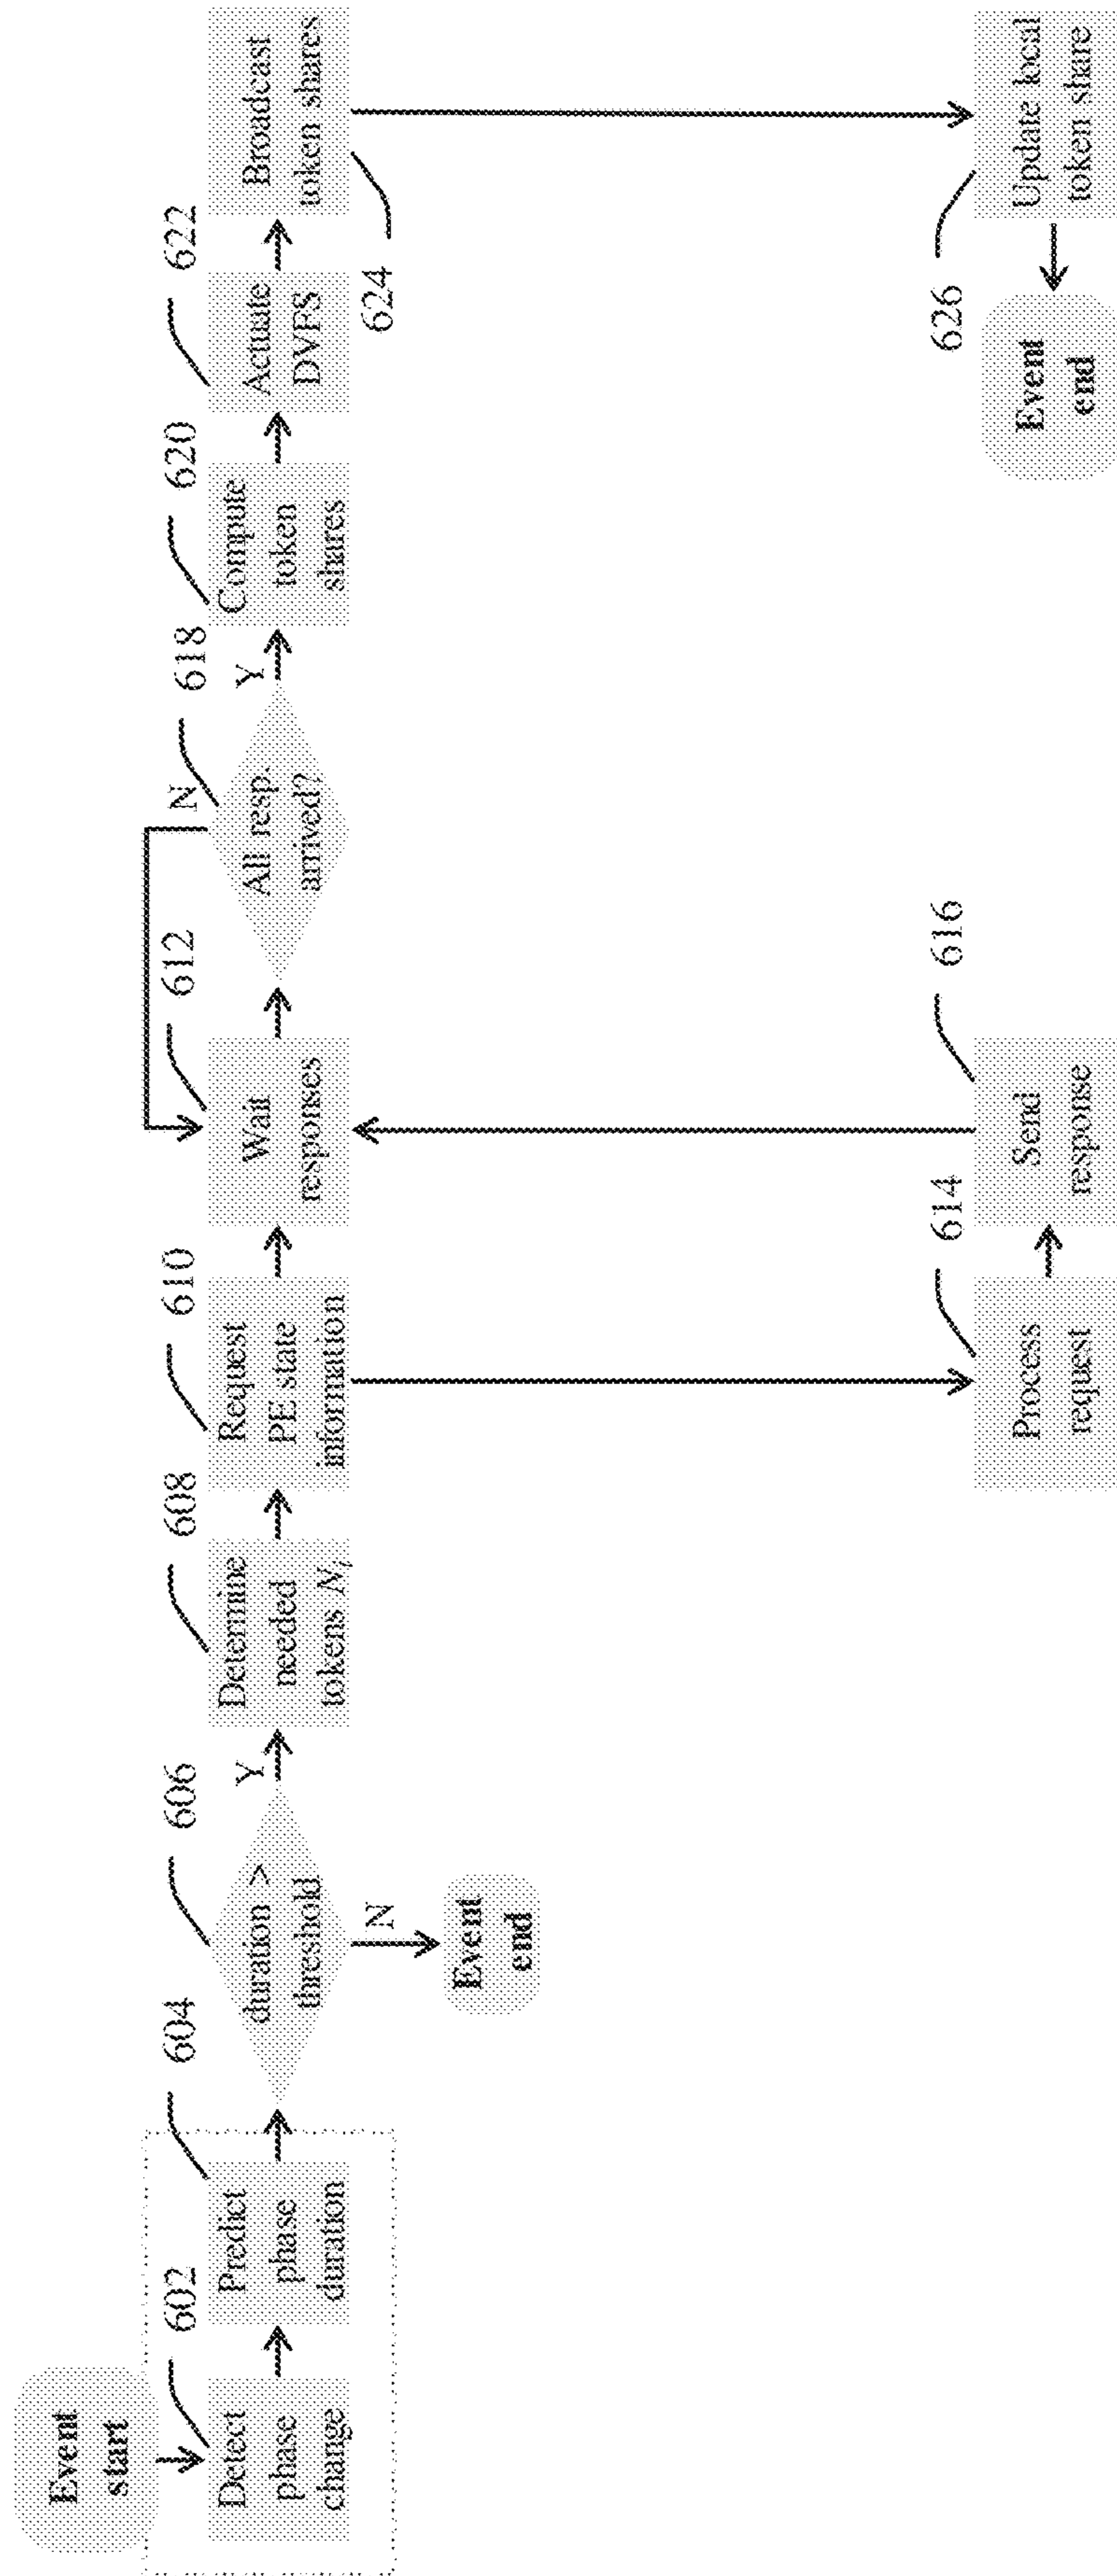 Event
start
602
Detect
phase
change
604
Predict
phase
duration
606
duration >
threshold
Y
N
Event
end
608
Determine
needed
tokens Ni
610
Request
PE state
information
612
Wait
responses
614
Process
request
616
Send
response
618
All resp.
arrived?
N
Y
620
Compute
token
shares
622
Actuate
DVFS
624
Broadcast
token shares
626
Update local
token share
Event
end